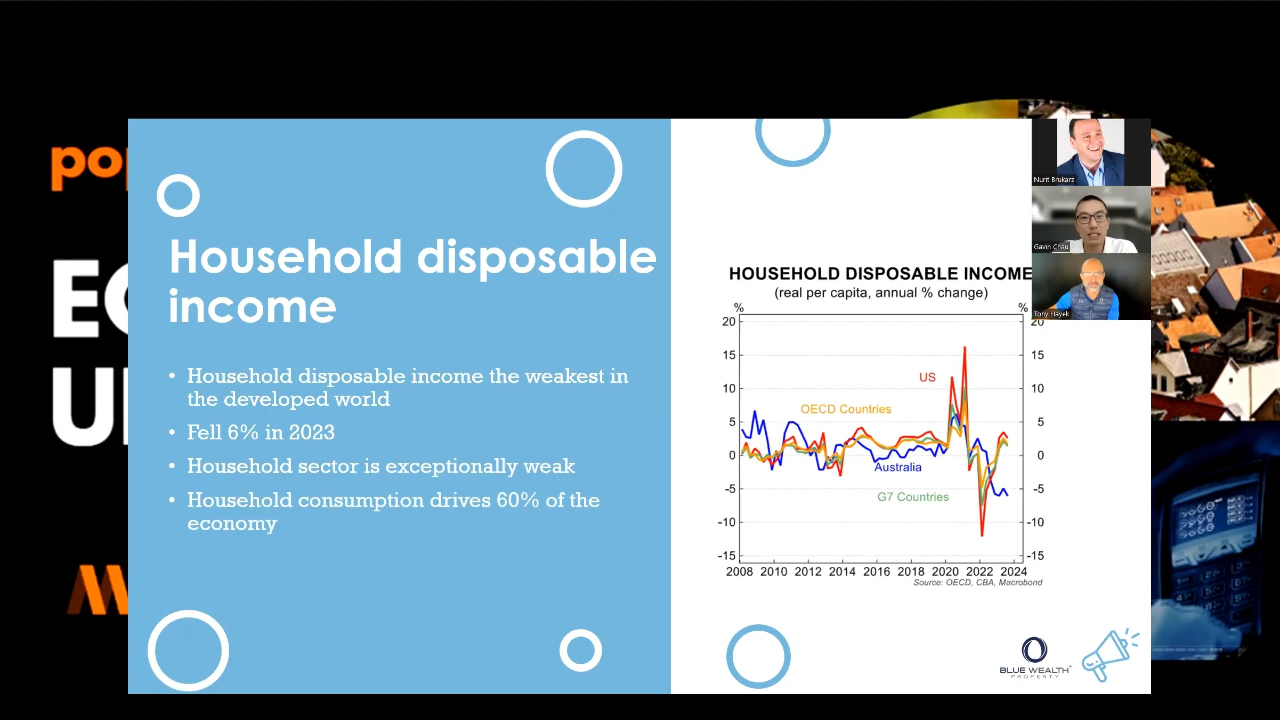 Household disposable
income
• Household disposable income the weakest in
the developed world
• Fell 6% in 2023
• Household sector is exceptionally weak
• Household consumption drives 60% of the
economy
HOUSEHOLD DISPOSABLE INCOME
(real per capita, annual % change)
% %
20 20
15 15
10 10
5 5
0 0
-5 -5
-10 -10
-15 -15
US
OECD Countries
Australia
G7 Countries
2008 2010 2012 2014 2016 2018 2020 2022 2024
Source: OECD, CBA, Macrobond
BLUE WEALTH
PROPERTY
Nurit Brukarz
Gavin Chau
Tony Hayek